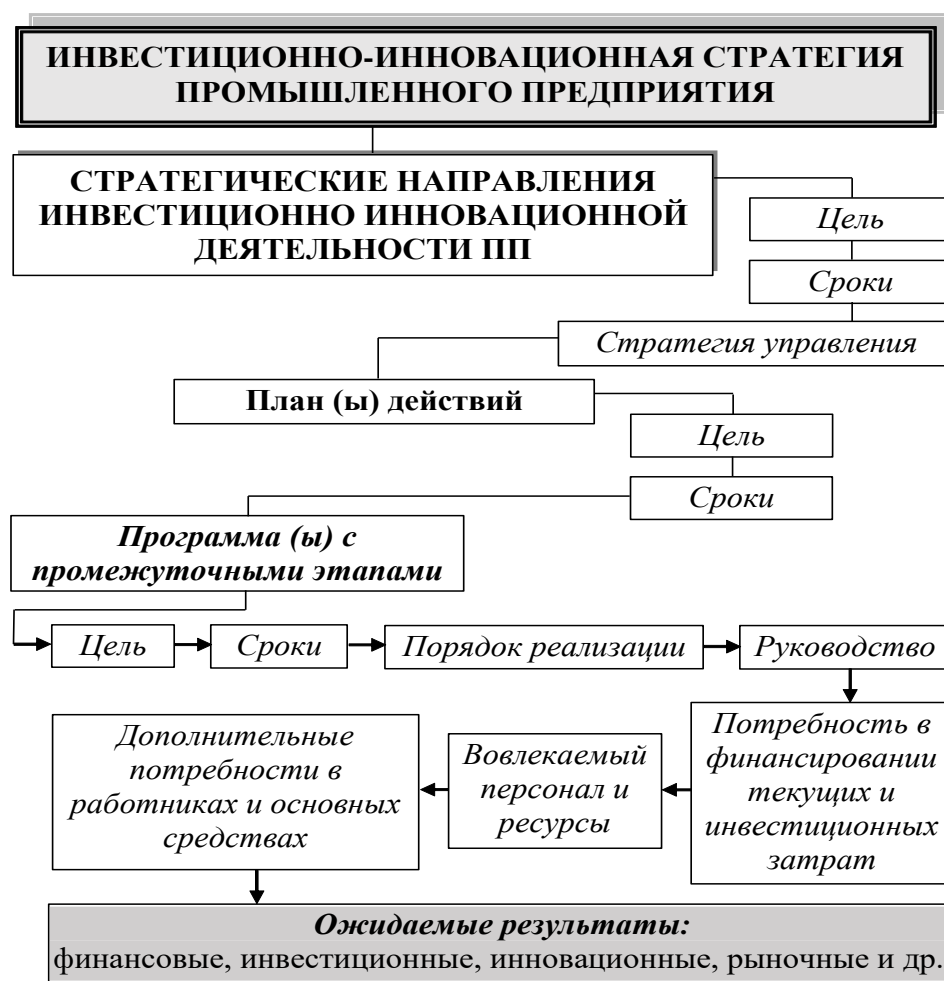 ИНВЕСТИЦИОННО-ИННОВАЦИОННАЯ СТРАТЕГИЯ
ПРОМЫШЛЕННОГО ПРЕДПРИЯТИЯ
СТРАТЕГИЧЕСКИЕ НАПРАВЛЕНИЯ
ИНВЕСТИЦИОННО ИННОВАЦИОННОЙ
ДЕЯТЕЛЬНОСТИ ПП
Цель
Сроки
Стратегия управления
План (ы) действий
Цель
Сроки
Программа (ы) с
промежуточными этапами
Цель
Сроки
Порядок реализации
Руководство
Потребность в
финансировании
текущих и
инвестиционных
затрат
Вовлекаемый
персонал и
ресурсы
Дополнительные
потребности в
работниках и основных
средствах
Ожидаемые результаты:
финансовые, инвестиционные, инновационные, рыночные и др.